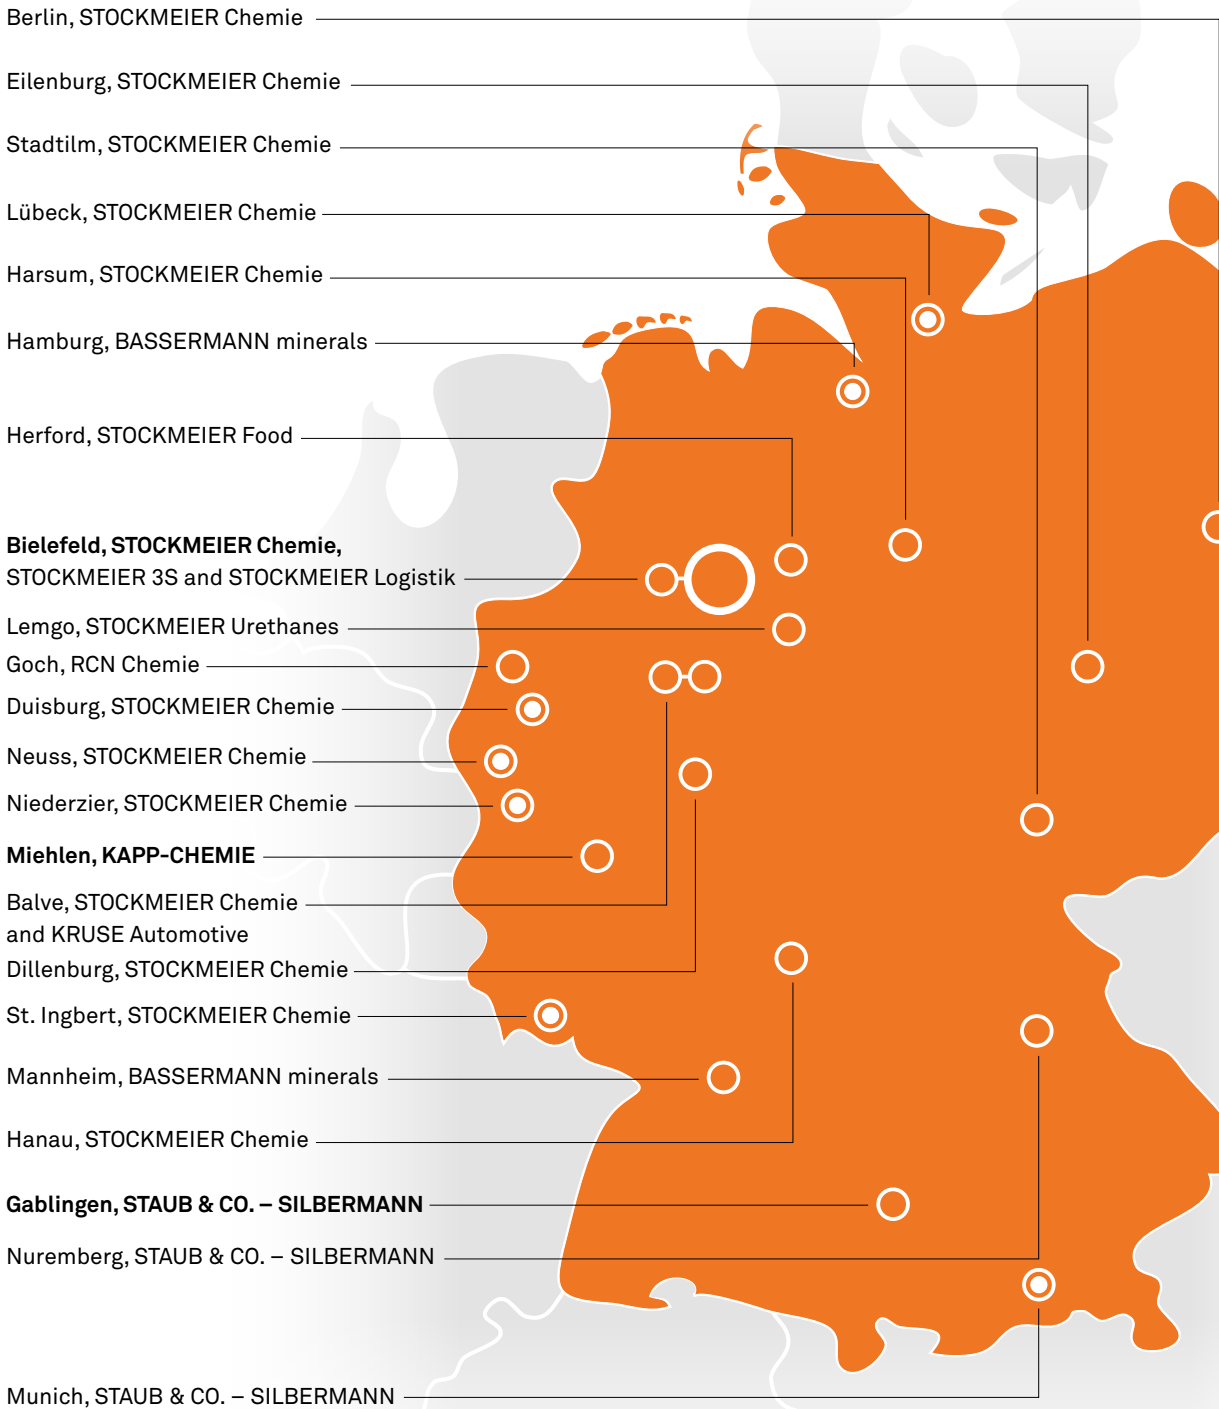 Berlin, STOCKMEIER Chemie
Eilenburg, STOCKMEIER Chemie
Stadtilm, STOCKMEIER Chemie
Lübeck, STOCKMEIER Chemie
Harsum, STOCKMEIER Chemie
Hamburg, BASSERMANN minerals
Herford, STOCKMEIER Food
Bielefeld, STOCKMEIER Chemie,
STOCKMEIER 3S and STOCKMEIER Logistik
Lemgo, STOCKMEIER Urethanes
Goch, RCN Chemie
Duisburg, STOCKMEIER Chemie
Neuss, STOCKMEIER Chemie
Niederzier, STOCKMEIER Chemie
Miehlen, KAPP-CHEMIE
Balve, STOCKMEIER Chemie
and KRUSE Automotive
Dillenburg, STOCKMEIER Chemie
St. Ingbert, STOCKMEIER Chemie
Mannheim, BASSERMANN minerals
Hanau, STOCKMEIER Chemie
Gablingen, STAUB & CO. – SILBERMANN
Nuremberg, STAUB & CO. – SILBERMANN
Munich, STAUB & CO. – SILBERMANN